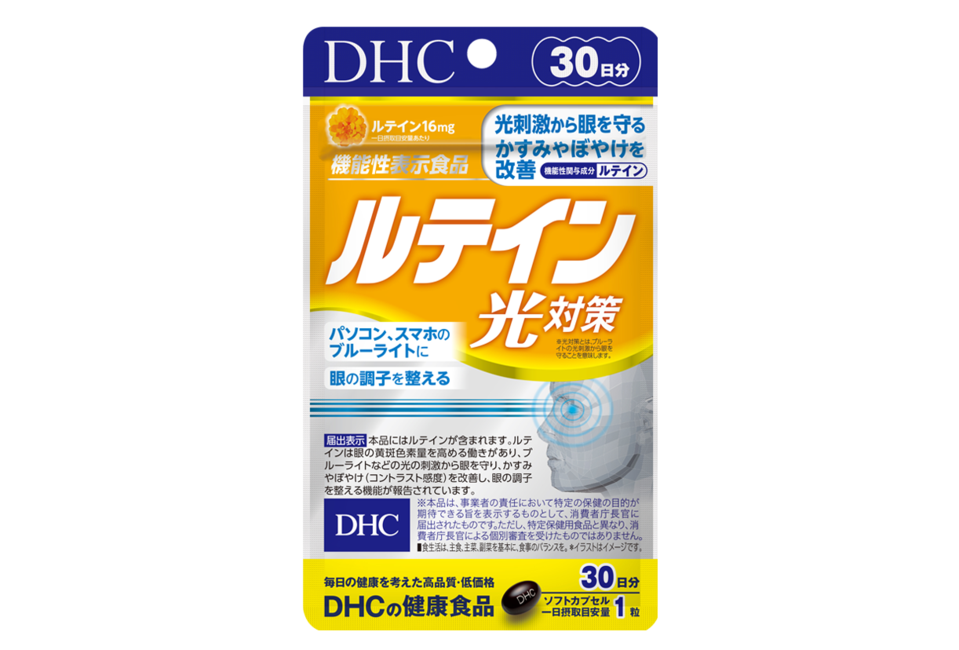 DHC
30日分
ルテイン16mg
一日摂取目安量あたり
機能性表示食品
光刺激から眼を守る
かすみやぼやけを
改善 機能性関与成分 ルテイン
ルテイン
光対策
※光対策とは、ブルーラ
イトの光刺激から眼を
守ることを意味します。
パソコン、スマホの
ブルーライトに
眼の調子を整える
届出表示 本品にはルテインが含まれます。ルテ
インは眼の黄斑色素量を高める働きがあり、ブ
ルーライトなどの光の刺激から眼を守り、かすみ
やぼやけ（コントラスト感度）を改善し、眼の調子
を整える機能が報告されています。
DHC
※本品は、事業者の責任において特定の保健の目的が
期待できる旨を表示するものとして、消費者庁長官に
届出されたものです。ただし、特定保健用食品と異なり、消
費者庁長官による個別審査を受けたものではありません。
■食生活は、主食、主菜、副菜を基本に、食事のバランスを。＊イラストはイメージです。
毎日の健康を考えた高品質・低価格
DHCの健康食品
DHC
30日分
ソフトカプセル
一日摂取目安量 1粒